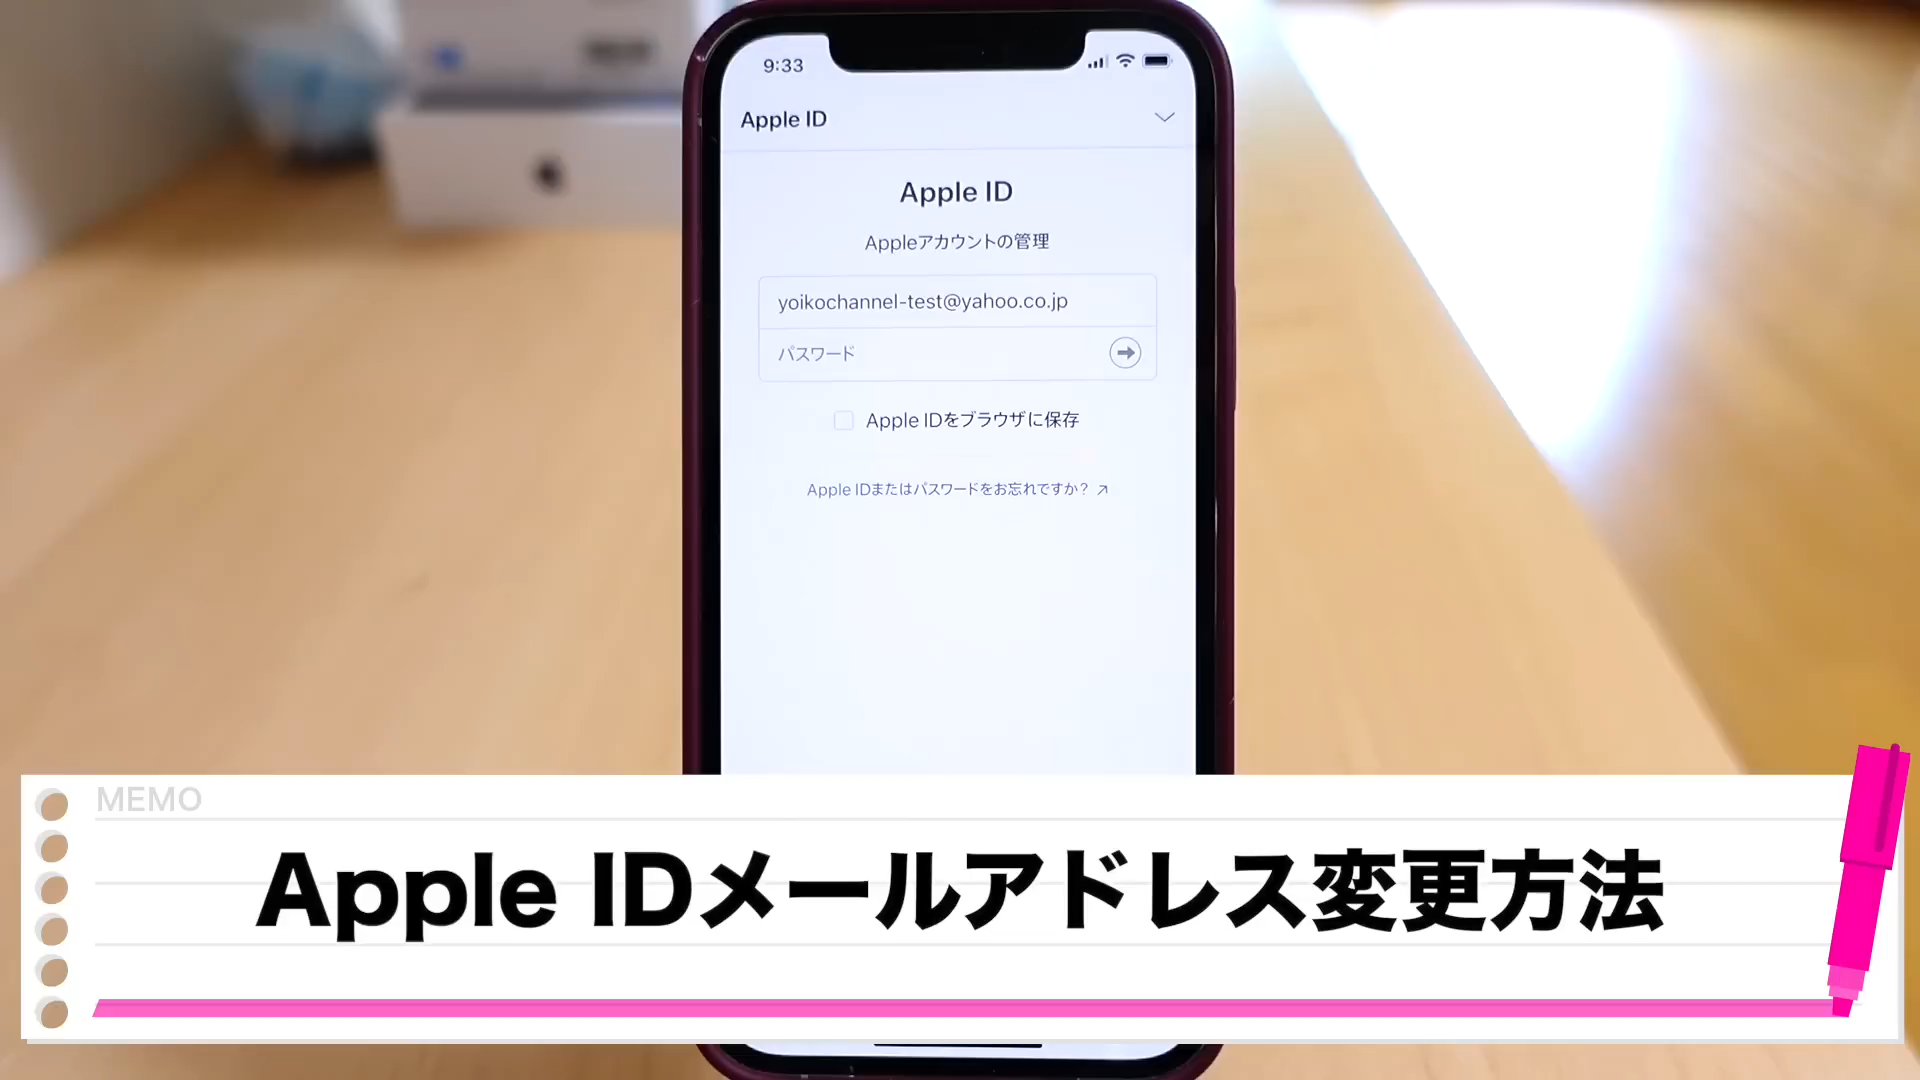 9:33
Apple ID
Apple ID
Appleアカウントの管理
yoikochannel-test@yahoo.co.jp
パスワード
Apple IDをブラウザに保存
Apple IDまたはパスワードをお忘れですか？↗
MEMO
Apple IDメールアドレス変更方法